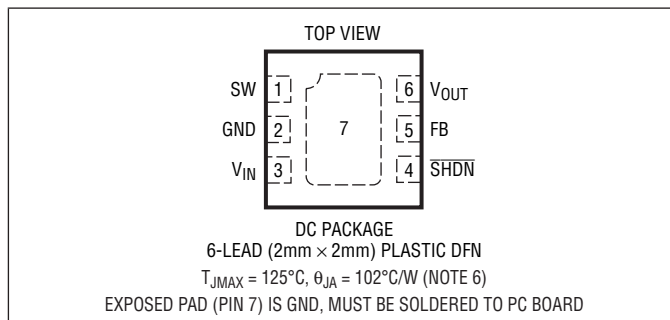 TOP VIEW
SW 1 6 VOUT
GND 2 7 5 FB
VIN 3 4 SHDN
DC PACKAGE
6-LEAD (2mm × 2mm) PLASTIC DFN
TJMAX = 125°C, θJA = 102°C/W (NOTE 6)
EXPOSED PAD (PIN 7) IS GND, MUST BE SOLDERED TO PC BOARD